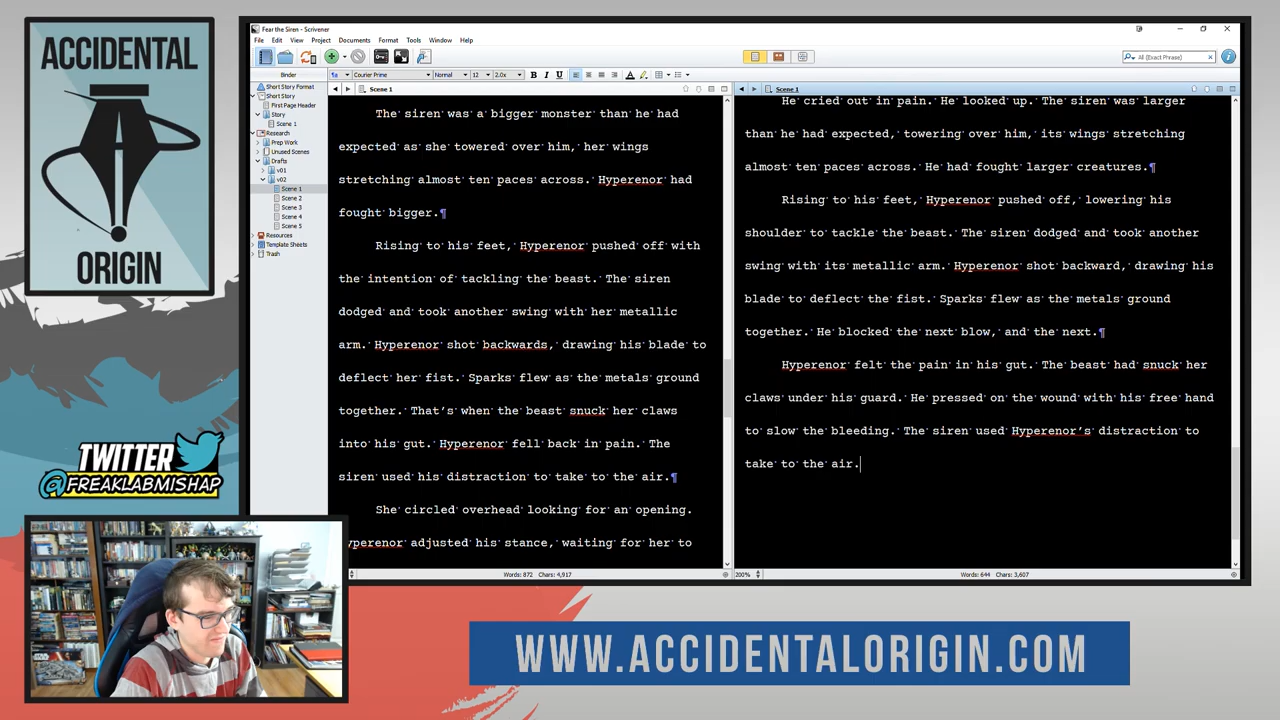 ACCIDENTAL
ORIGIN
TWITTER
@FREAKLABMISHAP
WWW.ACCIDENTALORIGIN.COM
Fear the Siren - Scrivener
File Edit View Project Documents Format Tools Window Help
All (Exact Phrase)
Binder
Courier Prime Normal 12 2.0x B I U A
Short Story Format
Short Story
First Page Header
Story
Scene 1
Research
Prep Work
Unused Scenes
Drafts
v01
v02
Scene 1
Scene 2
Scene 3
Scene 4
Scene 5
Resources
Template Sheets
Trash
Scene 1
The siren was a bigger monster than he had
expected as she towered over him, her wings
stretching almost ten paces across. Hyperenor had
fought bigger.¶
Rising to his feet, Hyperenor pushed off with
the intention of tackling the beast. The siren
dodged and took another swing with her metallic
arm. Hyperenor shot backwards, drawing his blade to
deflect her fist. Sparks flew as the metals ground
together. That's when the beast snuck her claws
into his gut. Hyperenor fell back in pain. The
siren used his distraction to take to the air.¶
She circled overhead looking for an opening.
Hyperenor adjusted his stance, waiting for her to
Words: 872 Chars: 4,917
Scene 1
He cried out in pain. He looked up. The siren was larger
than he had expected, towering over him, its wings stretching
almost ten paces across. He had fought larger creatures.¶
Rising to his feet, Hyperenor pushed off, lowering his
shoulder to tackle the beast. The siren dodged and took another
swing with its metallic arm. Hyperenor shot backward, drawing his
blade to deflect the fist. Sparks flew as the metals ground
together. He blocked the next blow, and the next.¶
Hyperenor felt the pain in his gut. The beast had snuck her
claws under his guard. He pressed on the wound with his free hand
to slow the bleeding. The siren used Hyperenor's distraction to
take to the air.
200% Words: 644 Chars: 3,607